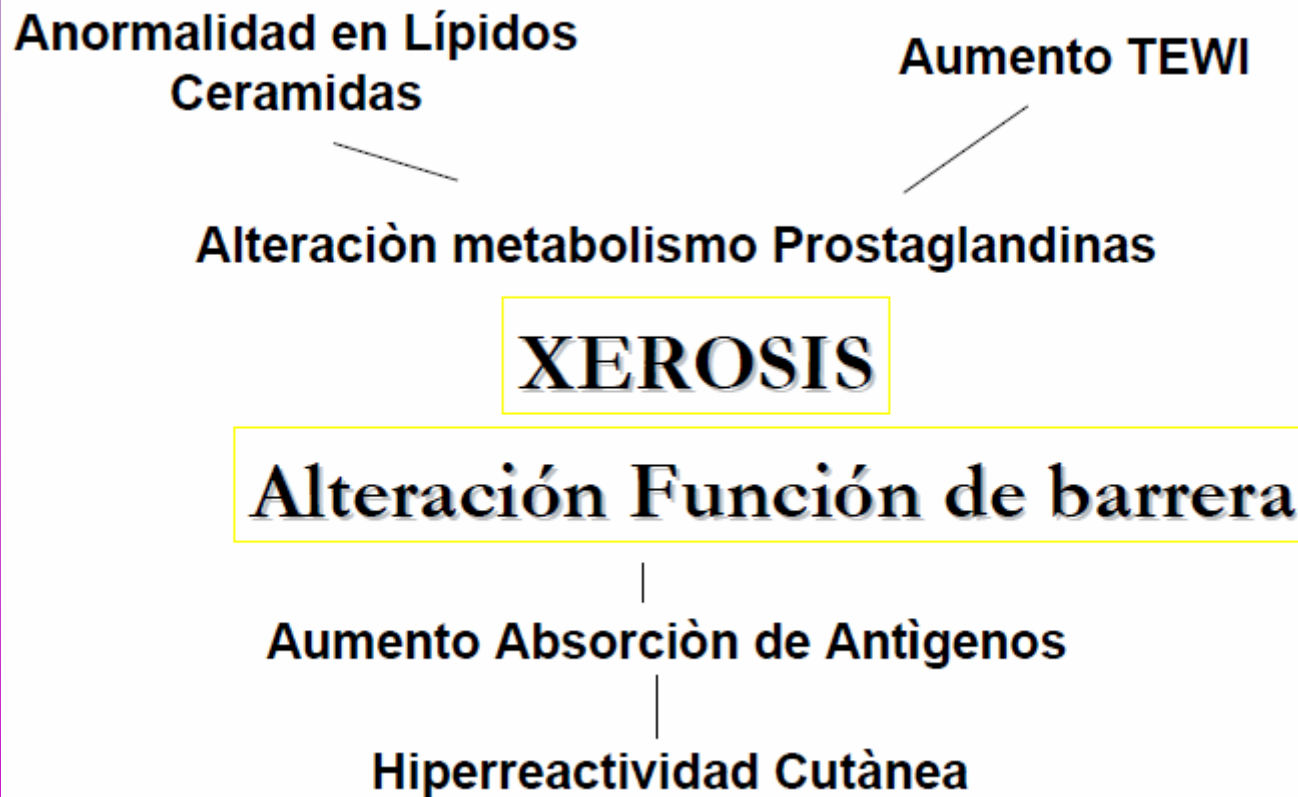 Anormalidad en Lípidos
Ceramidas
Aumento TEWl
Alteraciòn metabolismo Prostaglandinas
XEROSIS
Alteración Función de barrera
Aumento Absorciòn de Antìgenos
Hiperreactividad Cutànea